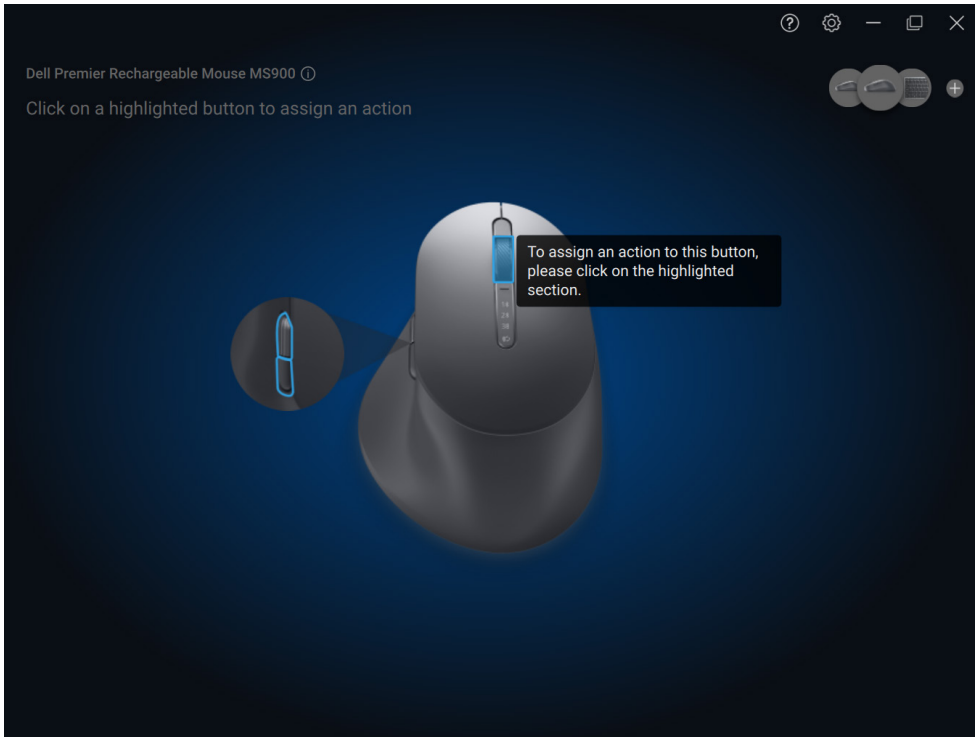 Dell Premier Rechargeable Mouse MS900
Click on a highlighted button to assign an action
To assign an action to this button,
please click on the highlighted
section.